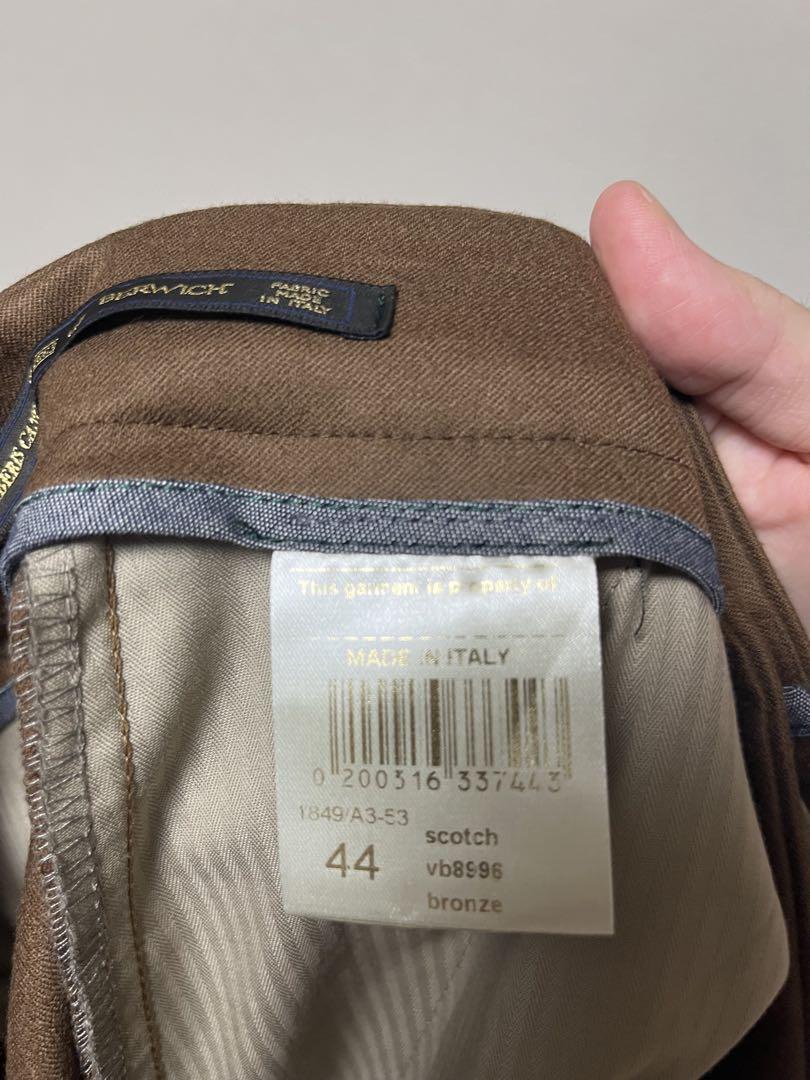 BERWICH
FABRIC
MADE
IN ITALY
This garment is property of
MADE IN ITALY
0 200316 337443
1849/A3-53
44
scotch
vb8996
bronze